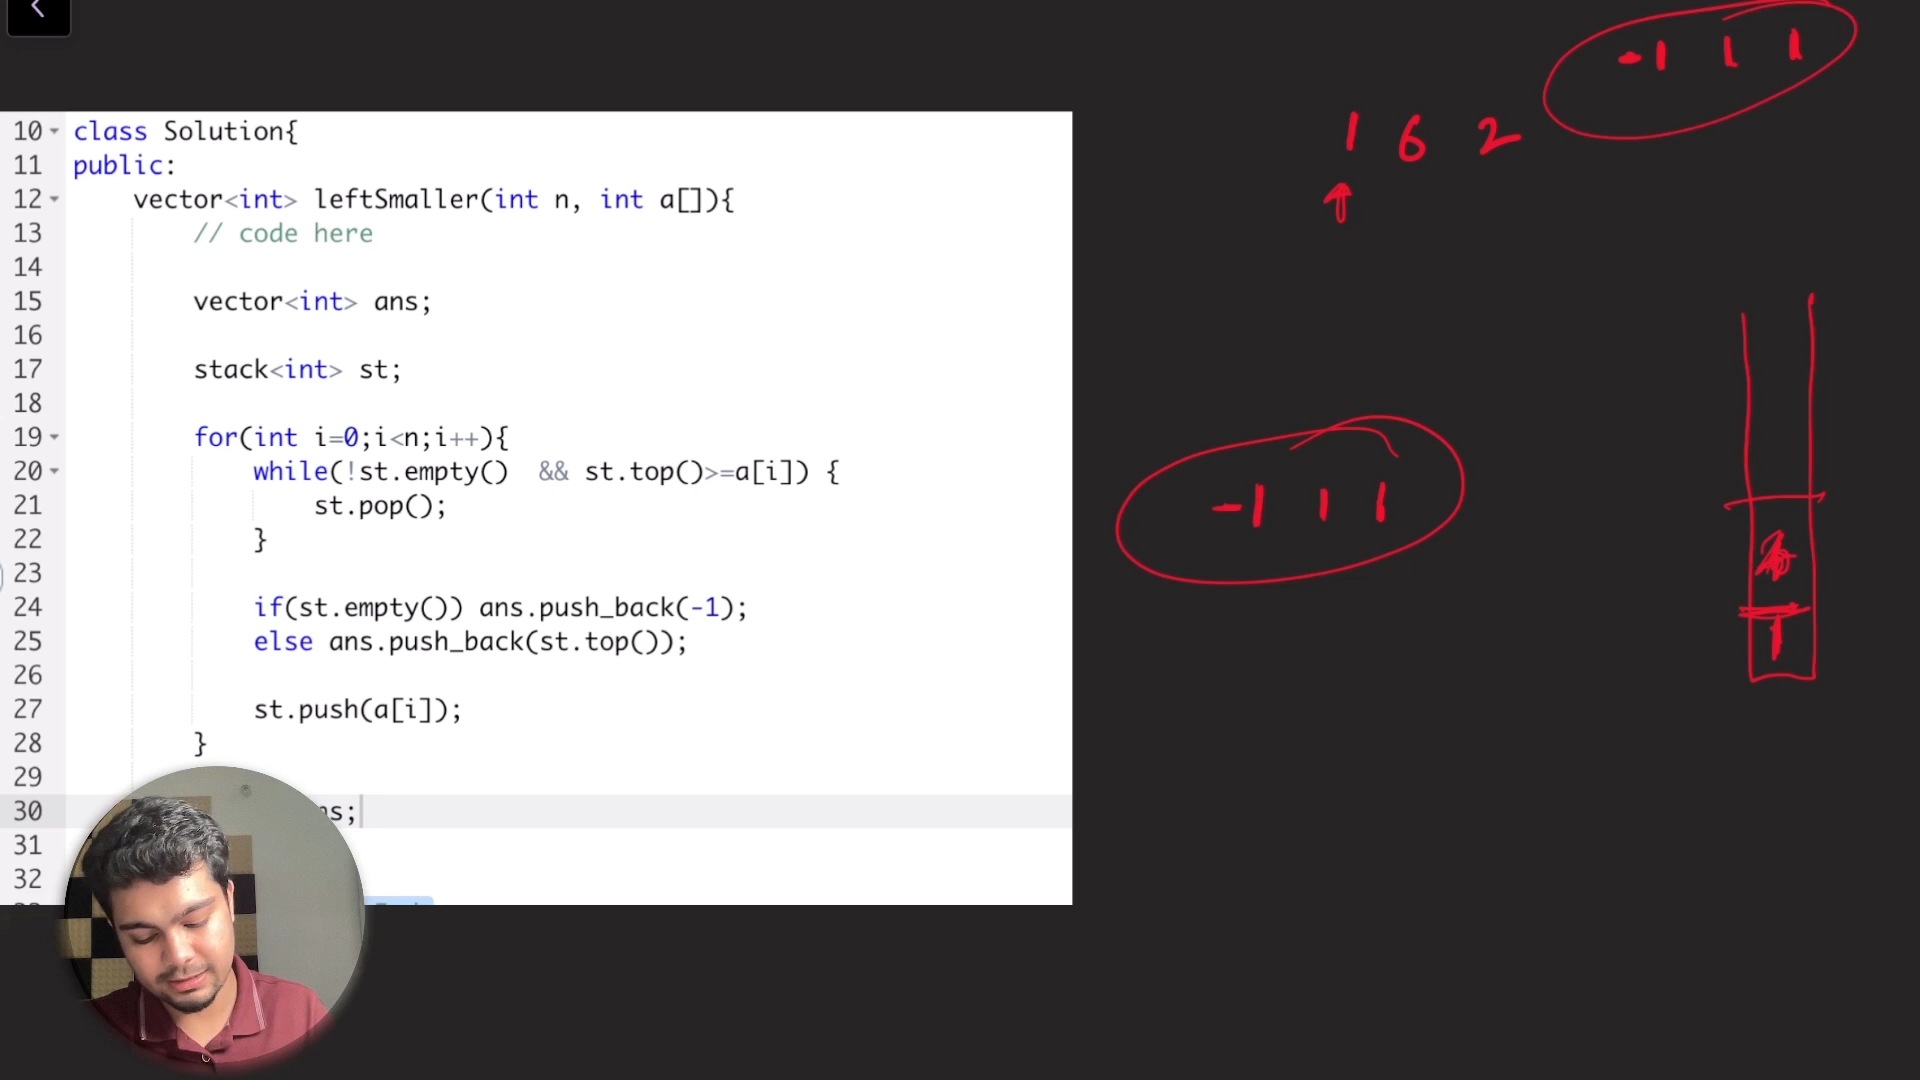 10 class Solution{
11 public:
12 vector<int> leftSmaller(int n, int a[]){
13 // code here
14
15 vector<int> ans;
16
17 stack<int> st;
18
19 for(int i=0;i<n;i++){
20 while(!st.empty()  && st.top()>=a[i]) {
21 st.pop();
22 }
23
24 if(st.empty()) ans.push_back(-1);
25 else ans.push_back(st.top());
26
27 st.push(a[i]);
28 }
29
30 s;
31
32
-1 1 1
1 6 2
-1 1 1
1